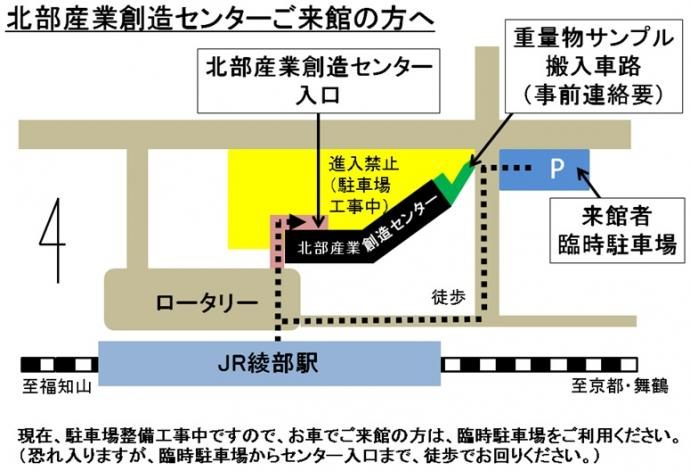 北部産業創造センターご来館の方へ
北部産業創造センター
入口
重量物サンプル
搬入車路
（事前連絡要）
進入禁止
（駐車場
工事中）
P
北部産業創造センター
来館者
臨時駐車場
ロータリー
徒歩
JR綾部駅
至福知山
至京都・舞鶴
現在、駐車場整備工事中ですので、お車でご来館の方は、臨時駐車場をご利用ください。
（恐れ入りますが、臨時駐車場からセンター入口まで、徒歩でお回りください。）